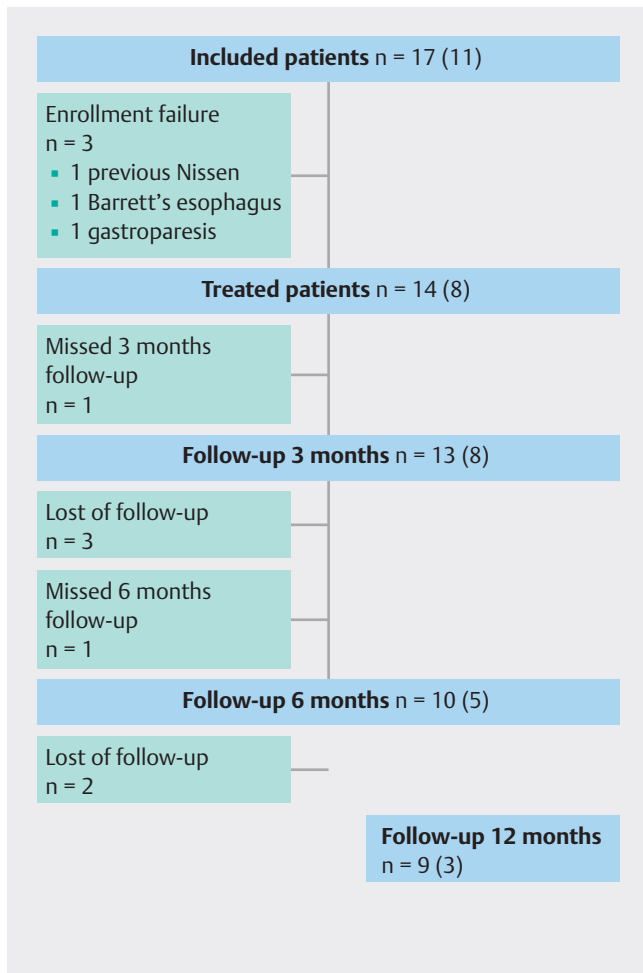 Included patients n = 17 (11)
Enrollment failure
n = 3
▪ 1 previous Nissen
▪ 1 Barrett’s esophagus
▪ 1 gastroparesis
Treated patients n = 14 (8)
Missed 3 months
follow-up
n = 1
Follow-up 3 months n = 13 (8)
Lost of follow-up
n = 3
Missed 6 months
follow-up
n = 1
Follow-up 6 months n = 10 (5)
Lost of follow-up
n = 2
Follow-up 12 months
n = 9 (3)